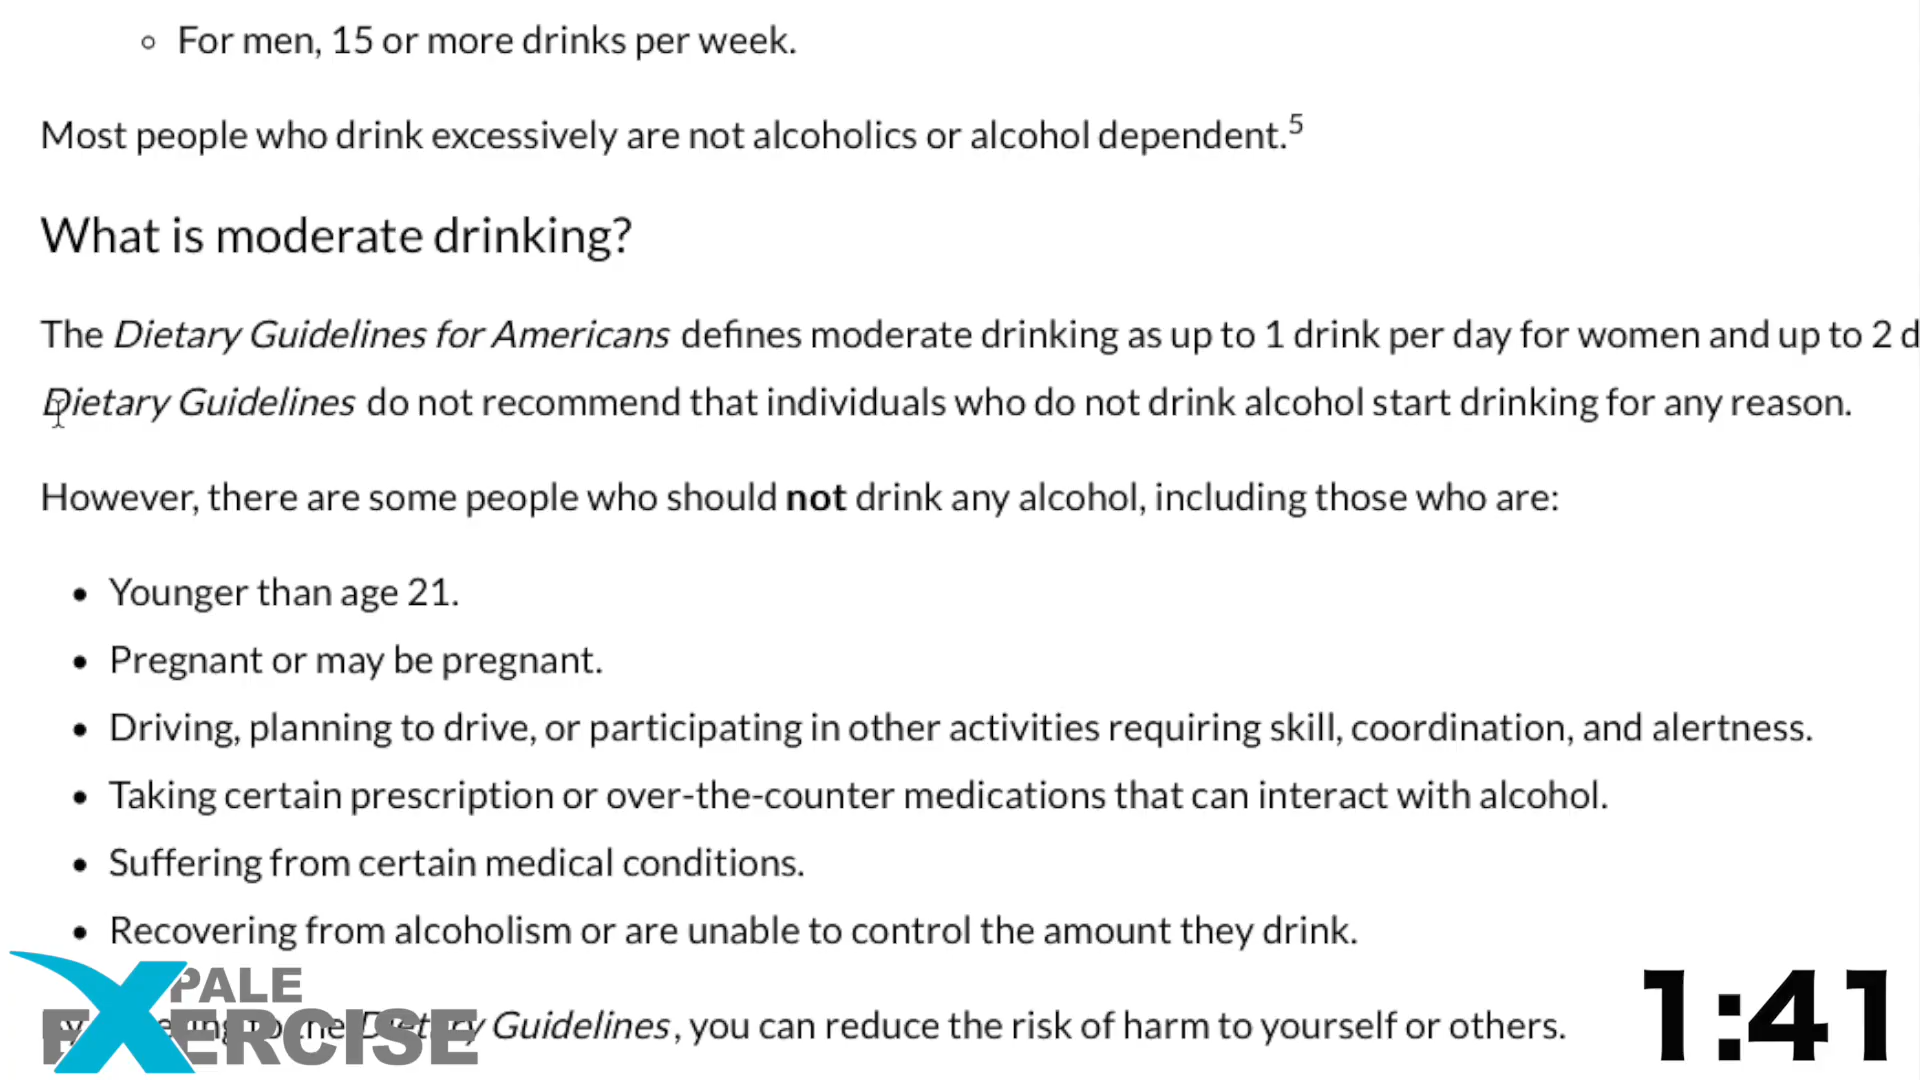 For men, 15 or more drinks per week.
Most people who drink excessively are not alcoholics or alcohol dependent.5
What is moderate drinking?
The Dietary Guidelines for Americans defines moderate drinking as up to 1 drink per day for women and up to 2 d
Dietary Guidelines do not recommend that individuals who do not drink alcohol start drinking for any reason.
However, there are some people who should not drink any alcohol, including those who are:
Younger than age 21.
Pregnant or may be pregnant.
Driving, planning to drive, or participating in other activities requiring skill, coordination, and alertness.
Taking certain prescription or over-the-counter medications that can interact with alcohol.
Suffering from certain medical conditions.
Recovering from alcoholism or are unable to control the amount they drink.
to the Dietary Guidelines, you can reduce the risk of harm to yourself or others.
PALE
EXERCISE
1:41